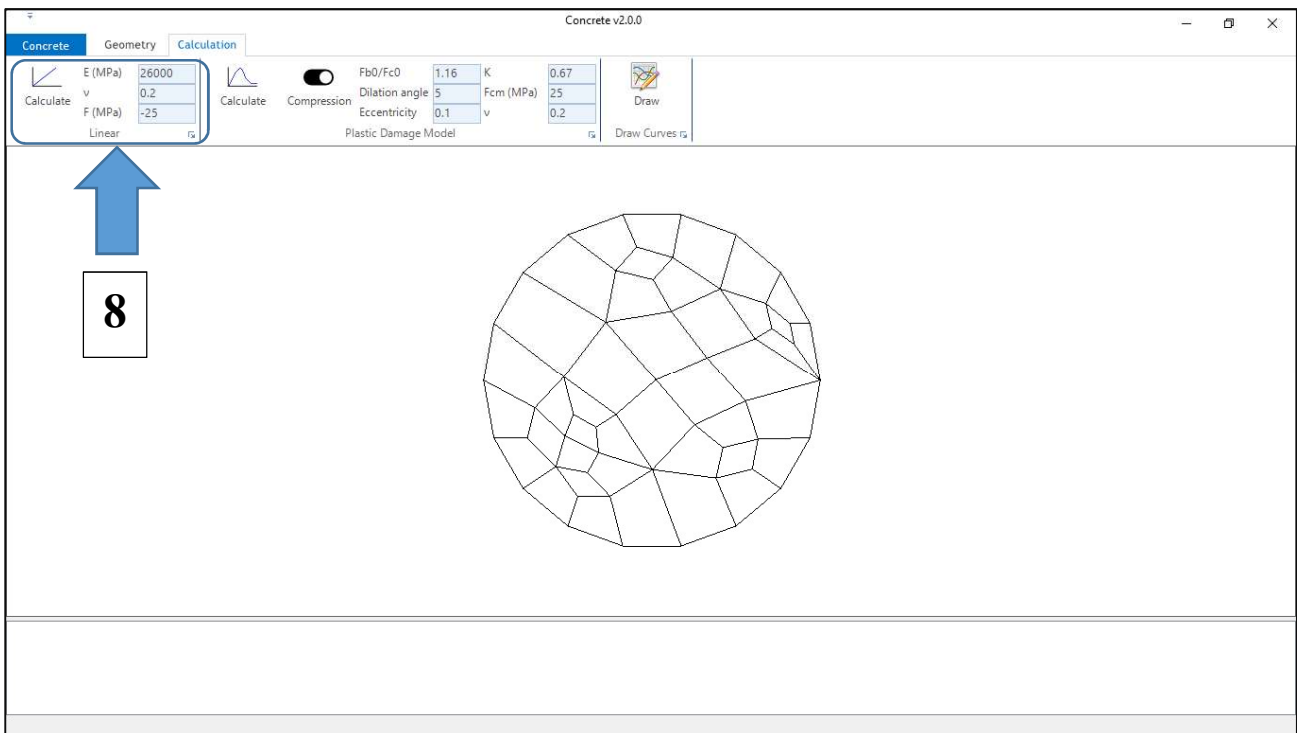 Concrete v2.0.0
Concrete Geometry Calculation
Calculate
E (MPa) 26000
ν 0.2
F (MPa) -25
Linear
Calculate
Compression
Fb0/Fc0 1.16 K 0.67
Dilation angle 5 Fcm (MPa) 25
Eccentricity 0.1 ν 0.2
Plastic Damage Model
Draw
Draw Curves
8